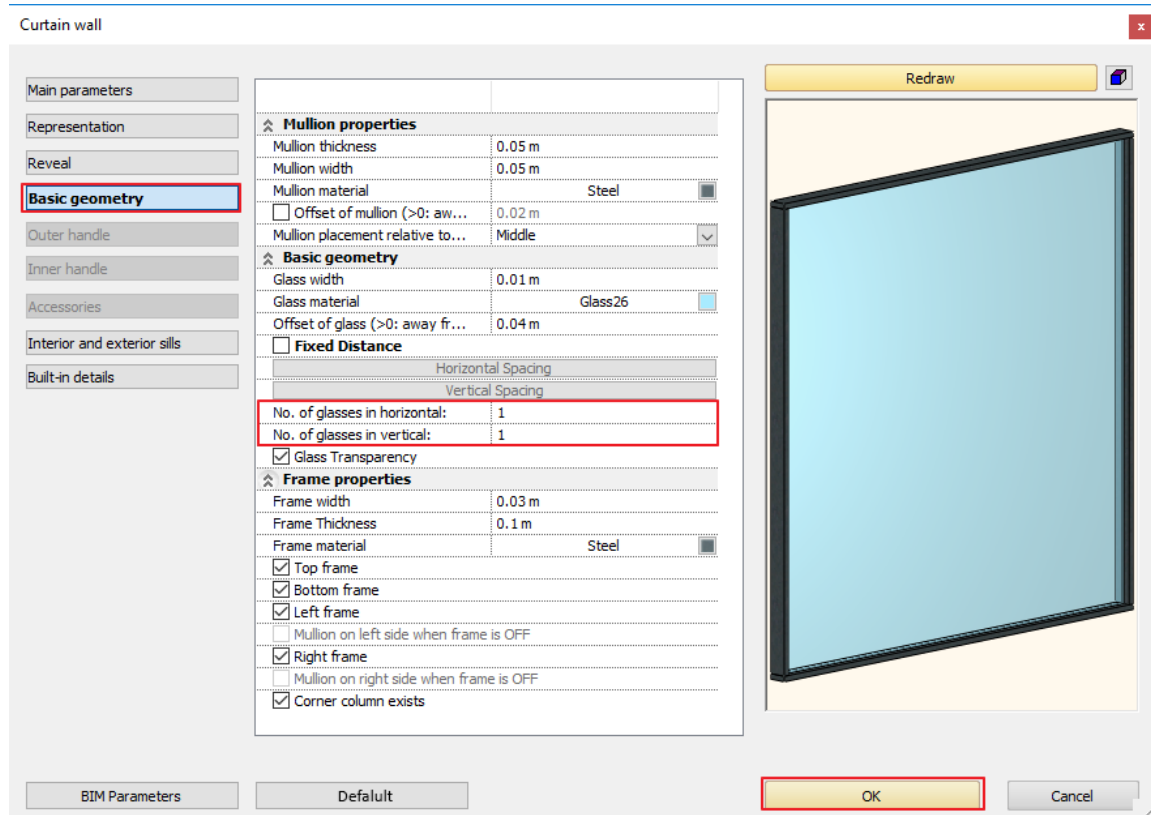 Curtain wall
x
Main parameters
Representation
Reveal
Basic geometry
Outer handle
Inner handle
Accessories
Interior and exterior sills
Built-in details
Mullion properties
Mullion thickness 0.05 m
Mullion width 0.05 m
Mullion material Steel
Offset of mullion (>0: aw... 0.02 m
Mullion placement relative to... Middle
Basic geometry
Glass width 0.01 m
Glass material Glass26
Offset of glass (>0: away fr... 0.04 m
Fixed Distance
Horizontal Spacing
Vertical Spacing
No. of glasses in horizontal: 1
No. of glasses in vertical: 1
Glass Transparency
Frame properties
Frame width 0.03 m
Frame Thickness 0.1 m
Frame material Steel
Top frame
Bottom frame
Left frame
Mullion on left side when frame is OFF
Right frame
Mullion on right side when frame is OFF
Corner column exists
Redraw
BIM Parameters
Defalult
OK
Cancel